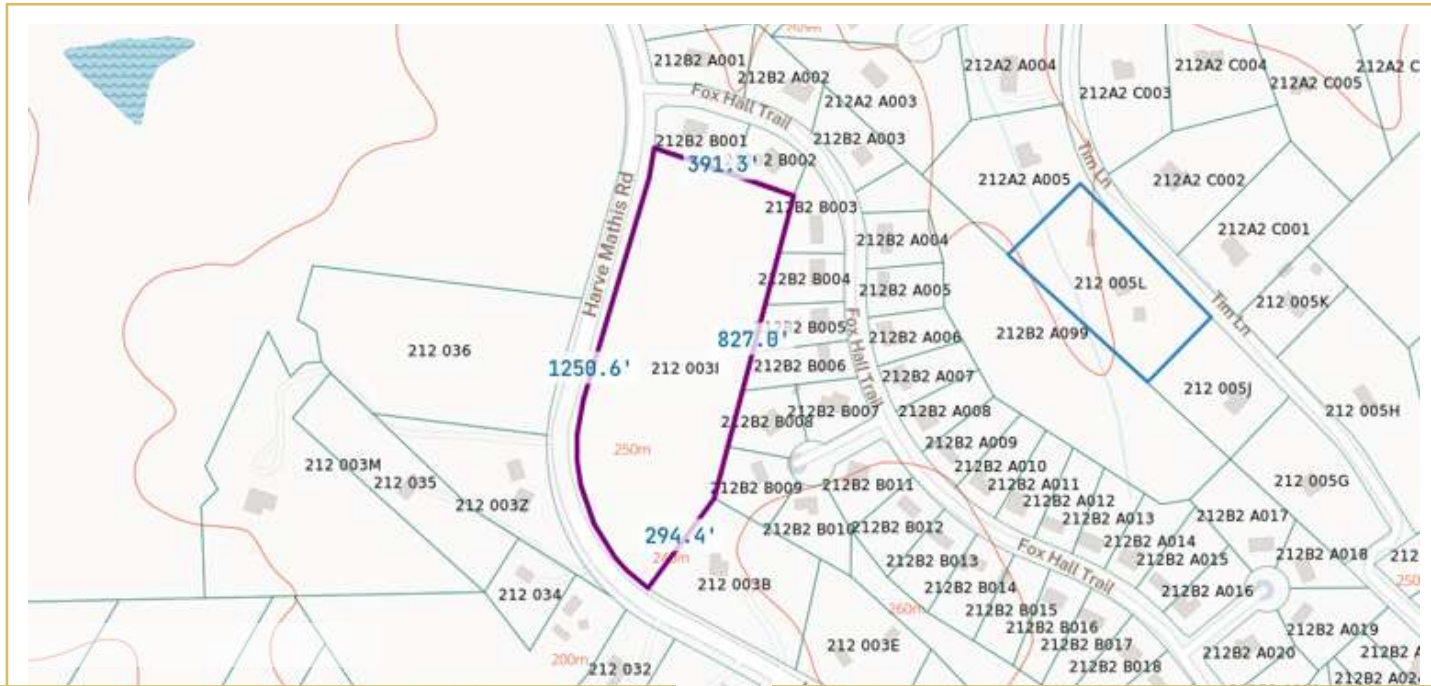 260m
212B2 A001
212A2 A004
212A2 C004
212A2 C
212B2 A002
212A2 C005
212A2 C003
Fox Hall Trail
212A2 A003
212B2 B001
212B2 A003
Tim Ln
391.3'
2 B002
212A2 A005
212A2 C002
212B2 B003
Harve Mathis Rd
212B2 A004
212A2 C001
212B2 B004
212B2 A005
212 005L
Tim Ln
212 005K
212B2 B005
827.0'
Fox Hall Trail
212B2 A006
212B2 A099
212 036
1250.6'
212 003I
212B2 B006
212B2 A007
212 005J
212B2 B007
212B2 A008
212 005H
212B2 B008
250m
212B2 A009
212 003M
212B2 A010
212 035
212B2 B009
212B2 B011
212B2 A011
212 005G
212 003Z
212B2 A012
212B2 A013
212B2 A017
212B2 B010
212B2 B012
294.4'
212B2 A014
Fox Hall Trail
212B2 A015
212B2 A018
212
212B2 B013
212 003B
212B2 B014
212B2 A016
250
212 034
260m
212B2 B015
212B2 B016
212B2 A019
212 003E
212B2 B017
212B2 A020
212B2 A
200m
212 032
212B2 B018
212B2 A024